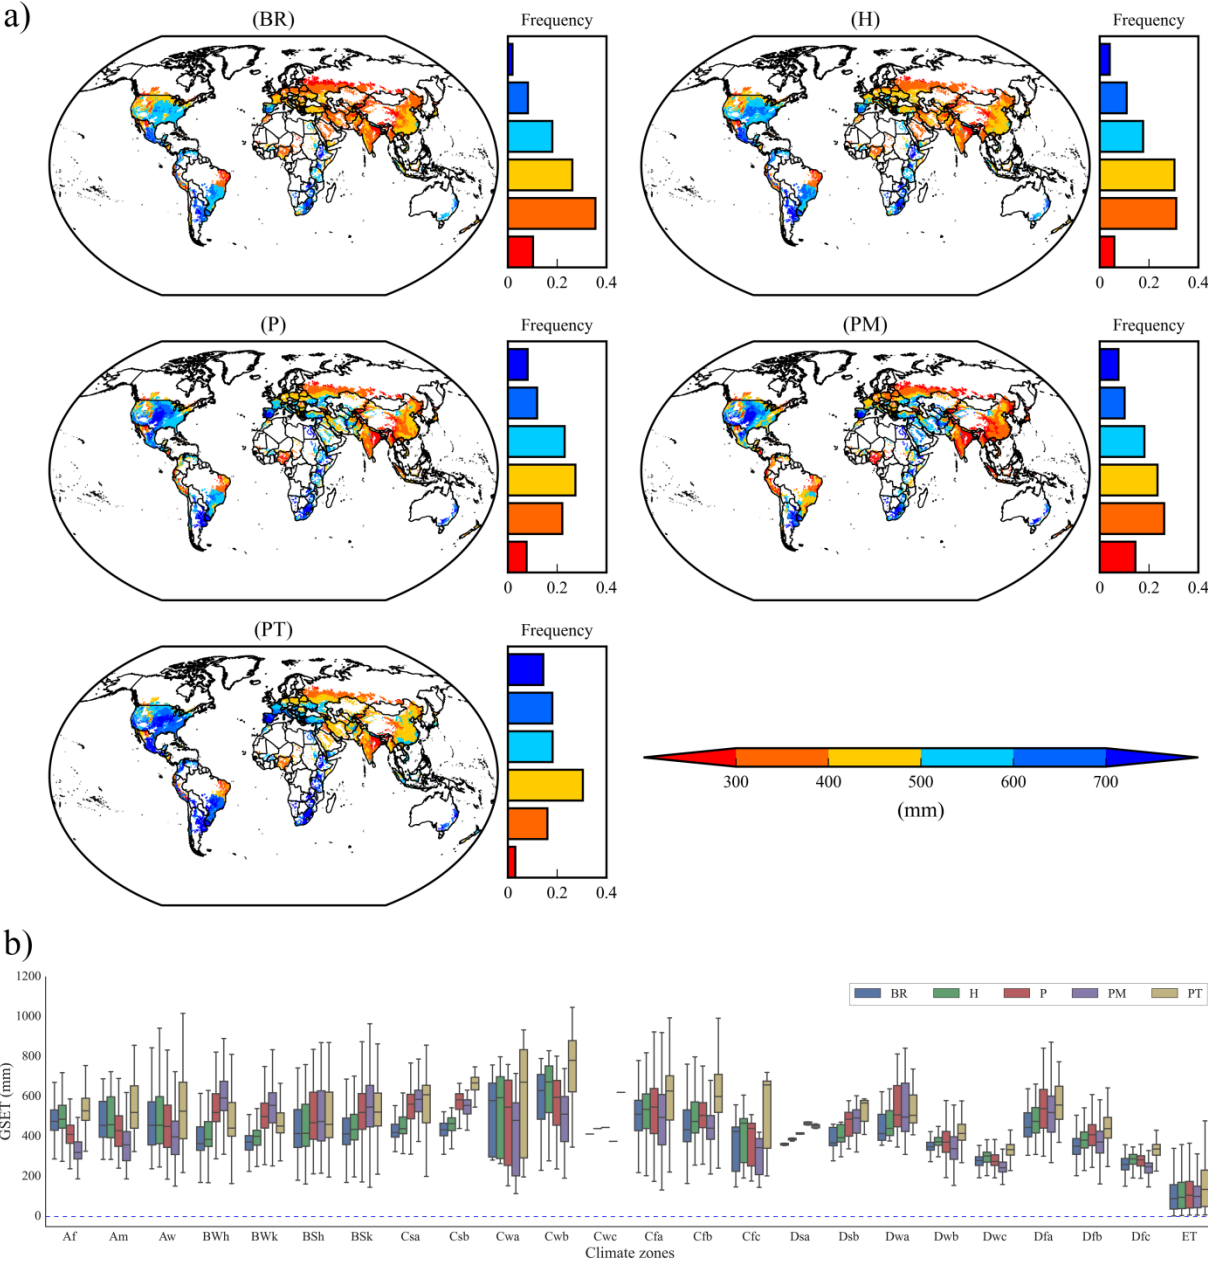 a)
(BR)
Frequency
(H)
Frequency
0
0.2
0.4
0
0.2
0.4
(P)
Frequency
(PM)
Frequency
0
0.2
0.4
0
0.2
0.4
(PT)
Frequency
300
400
500
600
700
(mm)
0
0.2
0.4
b)
1200
1000
800
600
400
200
0
GSET (mm)
BR
H
P
PM
PT
Af
Am
Aw
BWh
BWk
BSh
BSk
Csa
Csb
Cwa
Cwb
Cwc
Cfa
Cfb
Cfc
Dsa
Dsb
Dwa
Dwb
Dwc
Dfa
Dfb
Dfc
ET
Climate zones